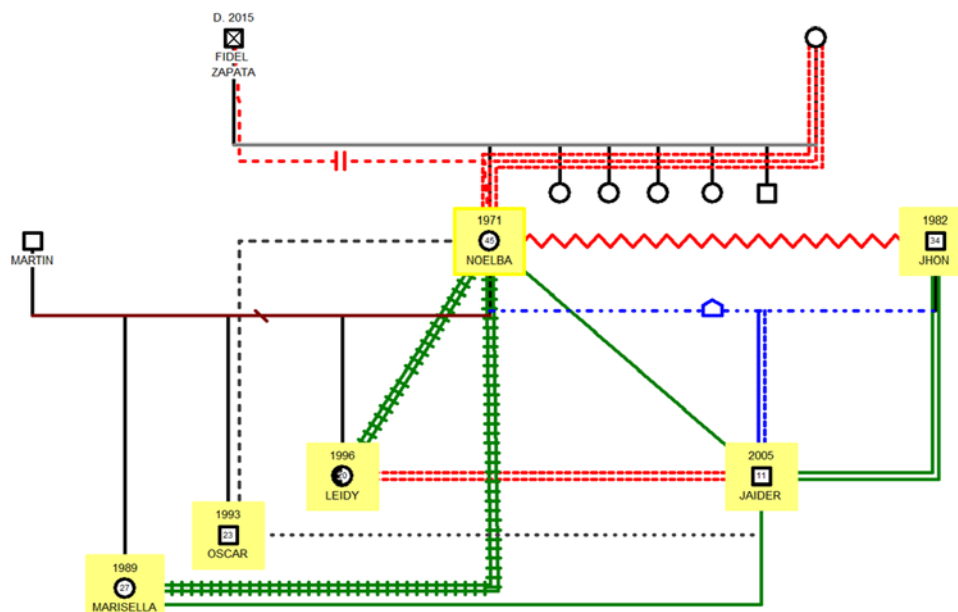 D. 2015
FIDEL
ZAPATA
1971
45
NOELBA
1982
34
JHON
MARTIN
1996
LEIDY
2005
11
JAIDER
1993
23
OSCAR
1989
27
MARISELLA